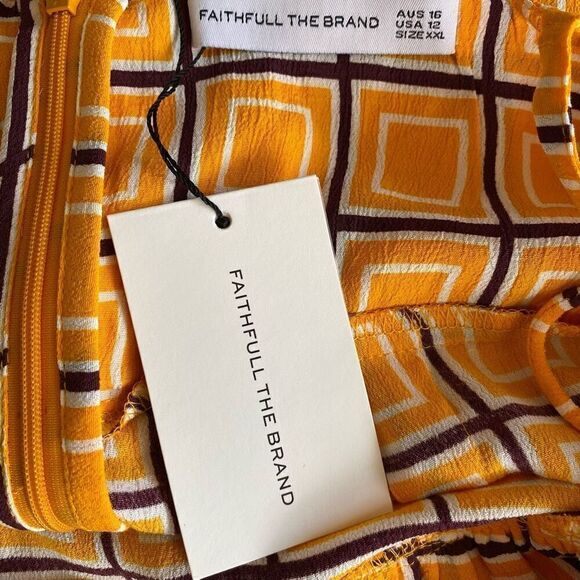 FAITHFULL THE BRAND
AUS 16
USA 12
SIZE XXL
FAITHFULL THE BRAND